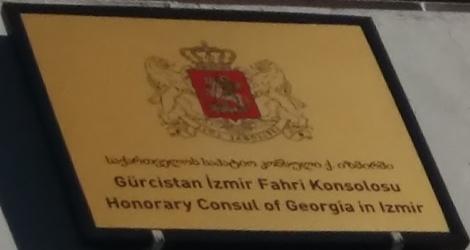 საქართველოს საპატიო კონსული ქ. იზმირში
Gürcistan İzmir Fahri Konsolosu
Honorary Consul of Georgia in Izmir